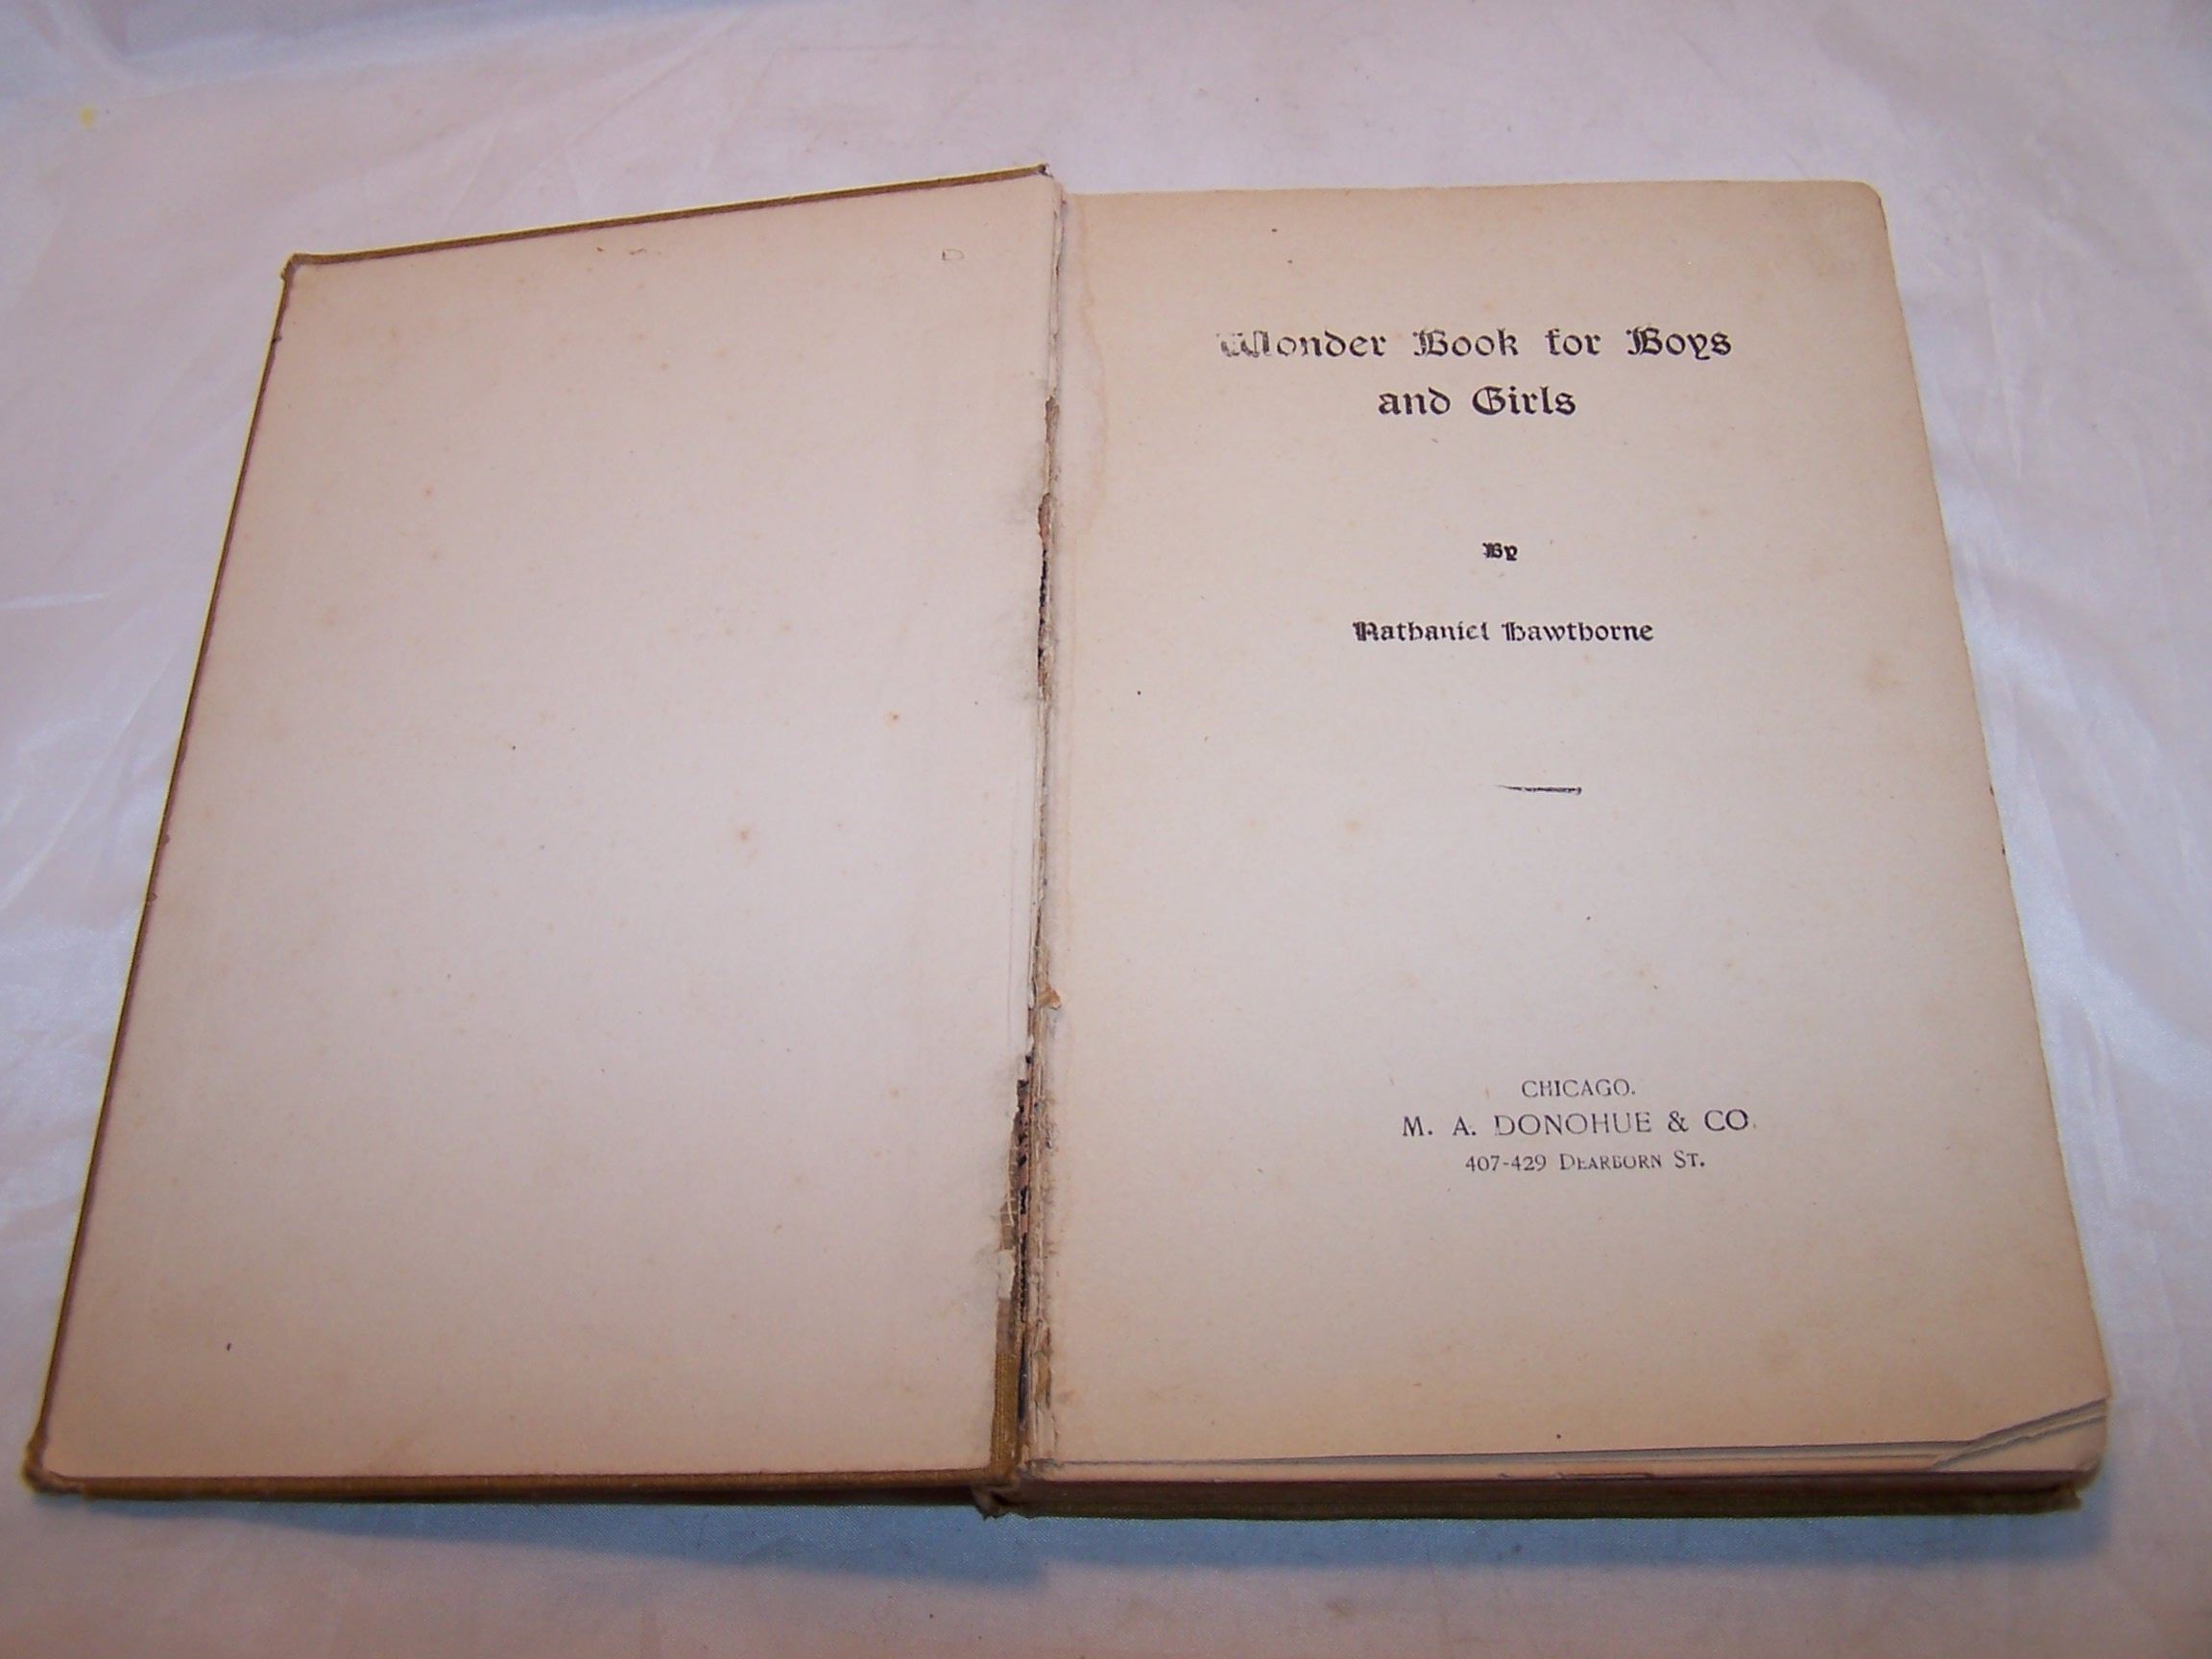 Wonder Book for Boys
and Girls
By
Nathaniel Hawthorne
CHICAGO.
M. A. DONOHUE & CO.
407-429 DEARBORN ST.